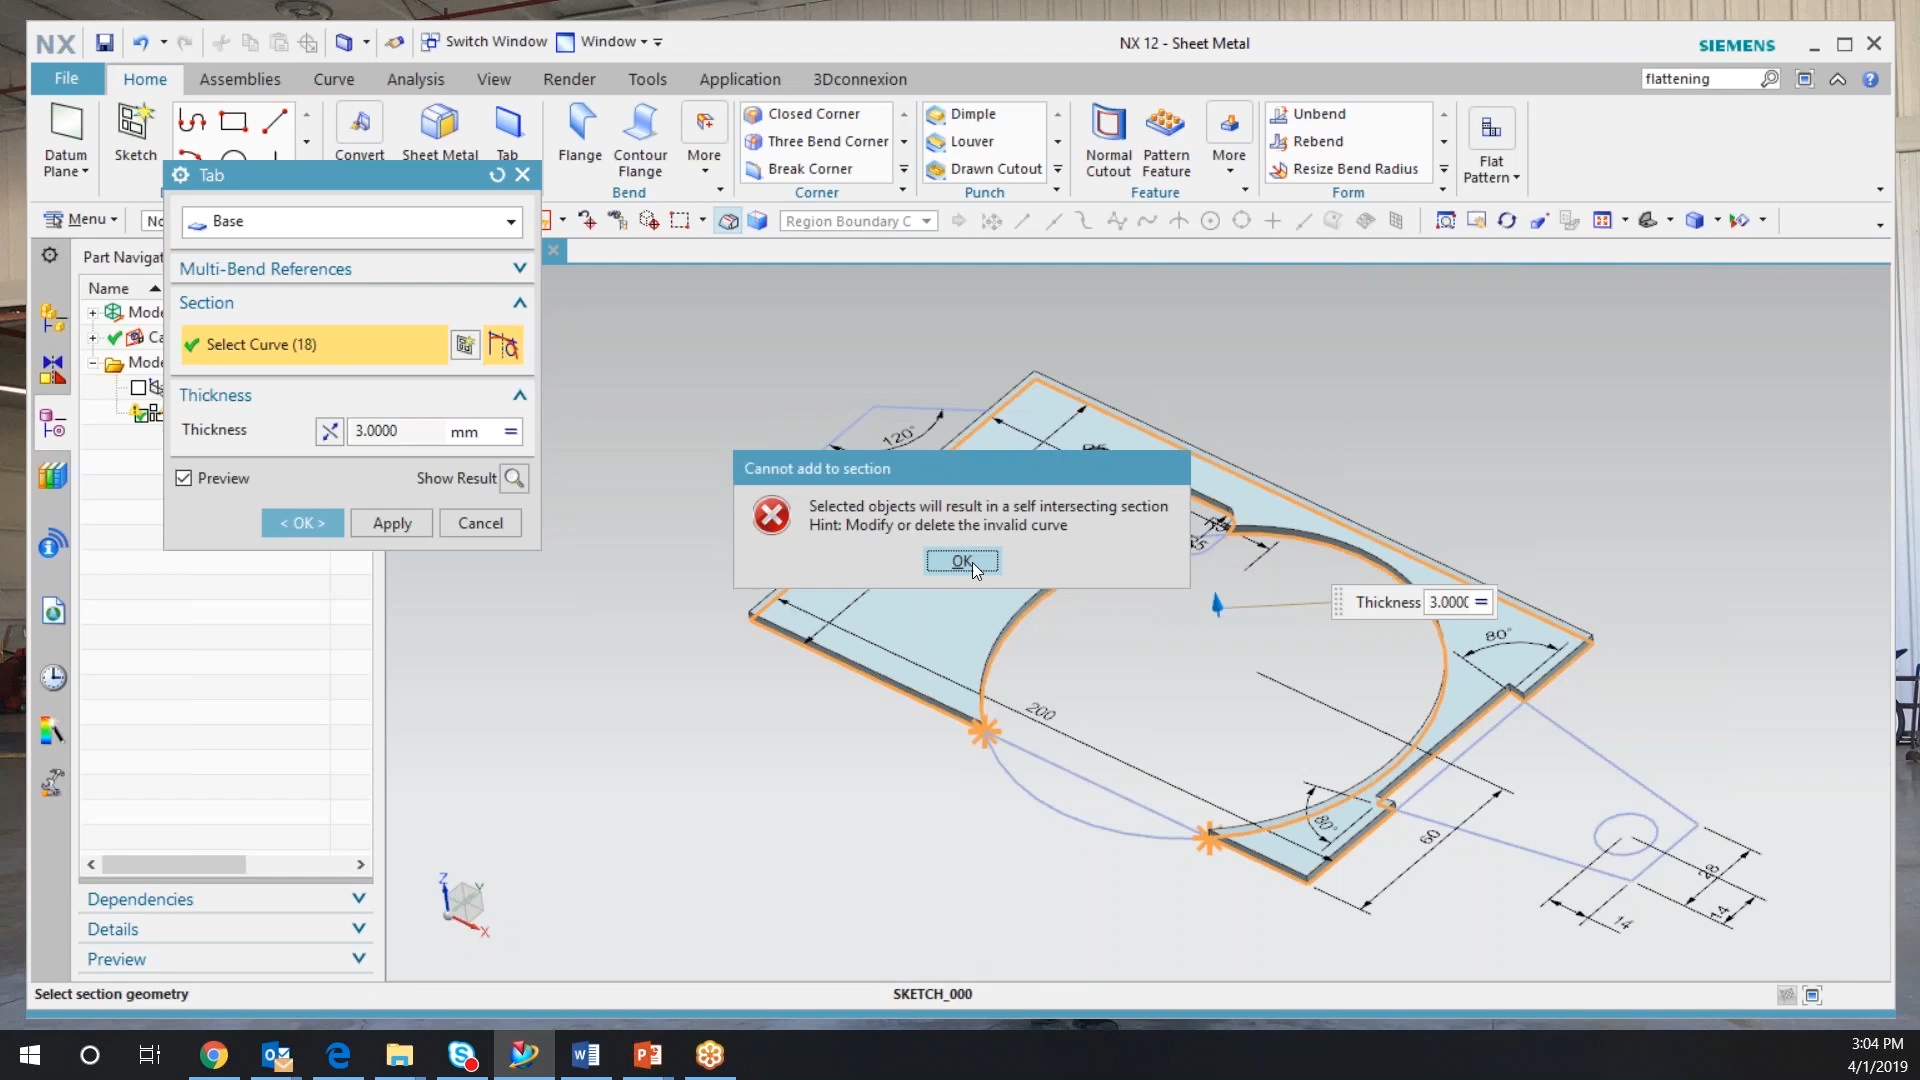 NX
Switch Window
Window
NX 12 - Sheet Metal
SIEMENS
File
Home
Assemblies
Curve
Analysis
View
Render
Tools
Application
3Dconnexion
flattening
Datum
Plane
Sketch
Convert
Sheet Metal
Tab
Flange
Contour
Flange
More
Bend
Closed Corner
Three Bend Corner
Break Corner
Corner
Dimple
Louver
Drawn Cutout
Punch
Normal
Cutout
Pattern
Feature
More
Feature
Unbend
Rebend
Resize Bend Radius
Form
Flat
Pattern
Menu
No
Region Boundary C
Tab
Base
Multi-Bend References
Section
Select Curve (18)
Thickness
Thickness
3.0000
mm
=
Preview
Show Result
< OK >
Apply
Cancel
Part Navigat
Name
Mode
Ca
Mode
Dependencies
Details
Preview
Cannot add to section
Selected objects will result in a self intersecting section
Hint: Modify or delete the invalid curve
OK
120°
Thickness
3.000(
=
80°
200
80°
60
28
14
14
Z
Y
X
Select section geometry
SKETCH_000
3:04 PM
4/1/2019